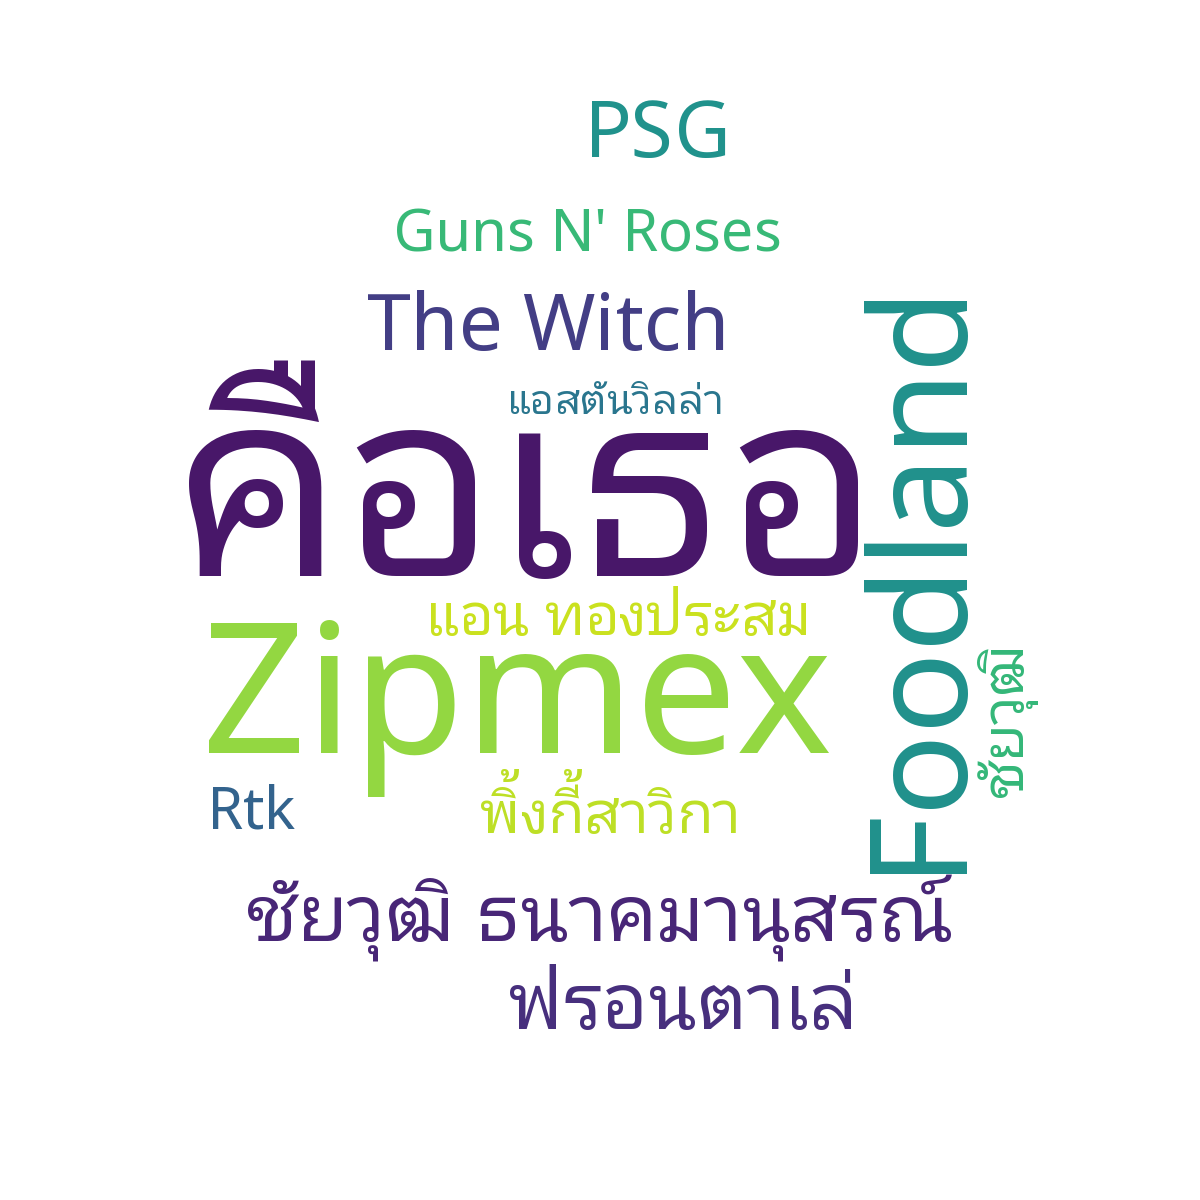 PSG
Guns N' Roses
The Witch
แอสตันวิลล่า
คือเธอ
Foodland
แอน ทองประสม
Zipmex
ชัยวุฒิ
Rtk
พิ้งกี้สาวิกา
ชัยวุฒิ ธนาคมานุสรณ์
ฟรอนตาเล่